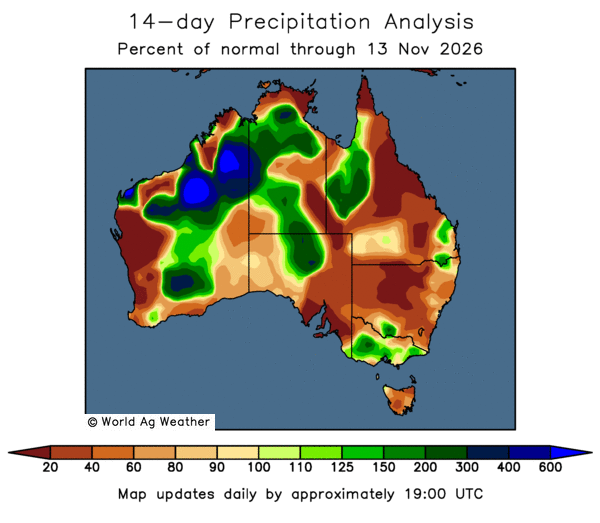 14-day Precipitation Analysis
Percent of normal through 13 Nov 2026
© World Ag Weather
20 40 60 80 90 100 110 125 150 200 300 400 600
Map updates daily by approximately 19:00 UTC